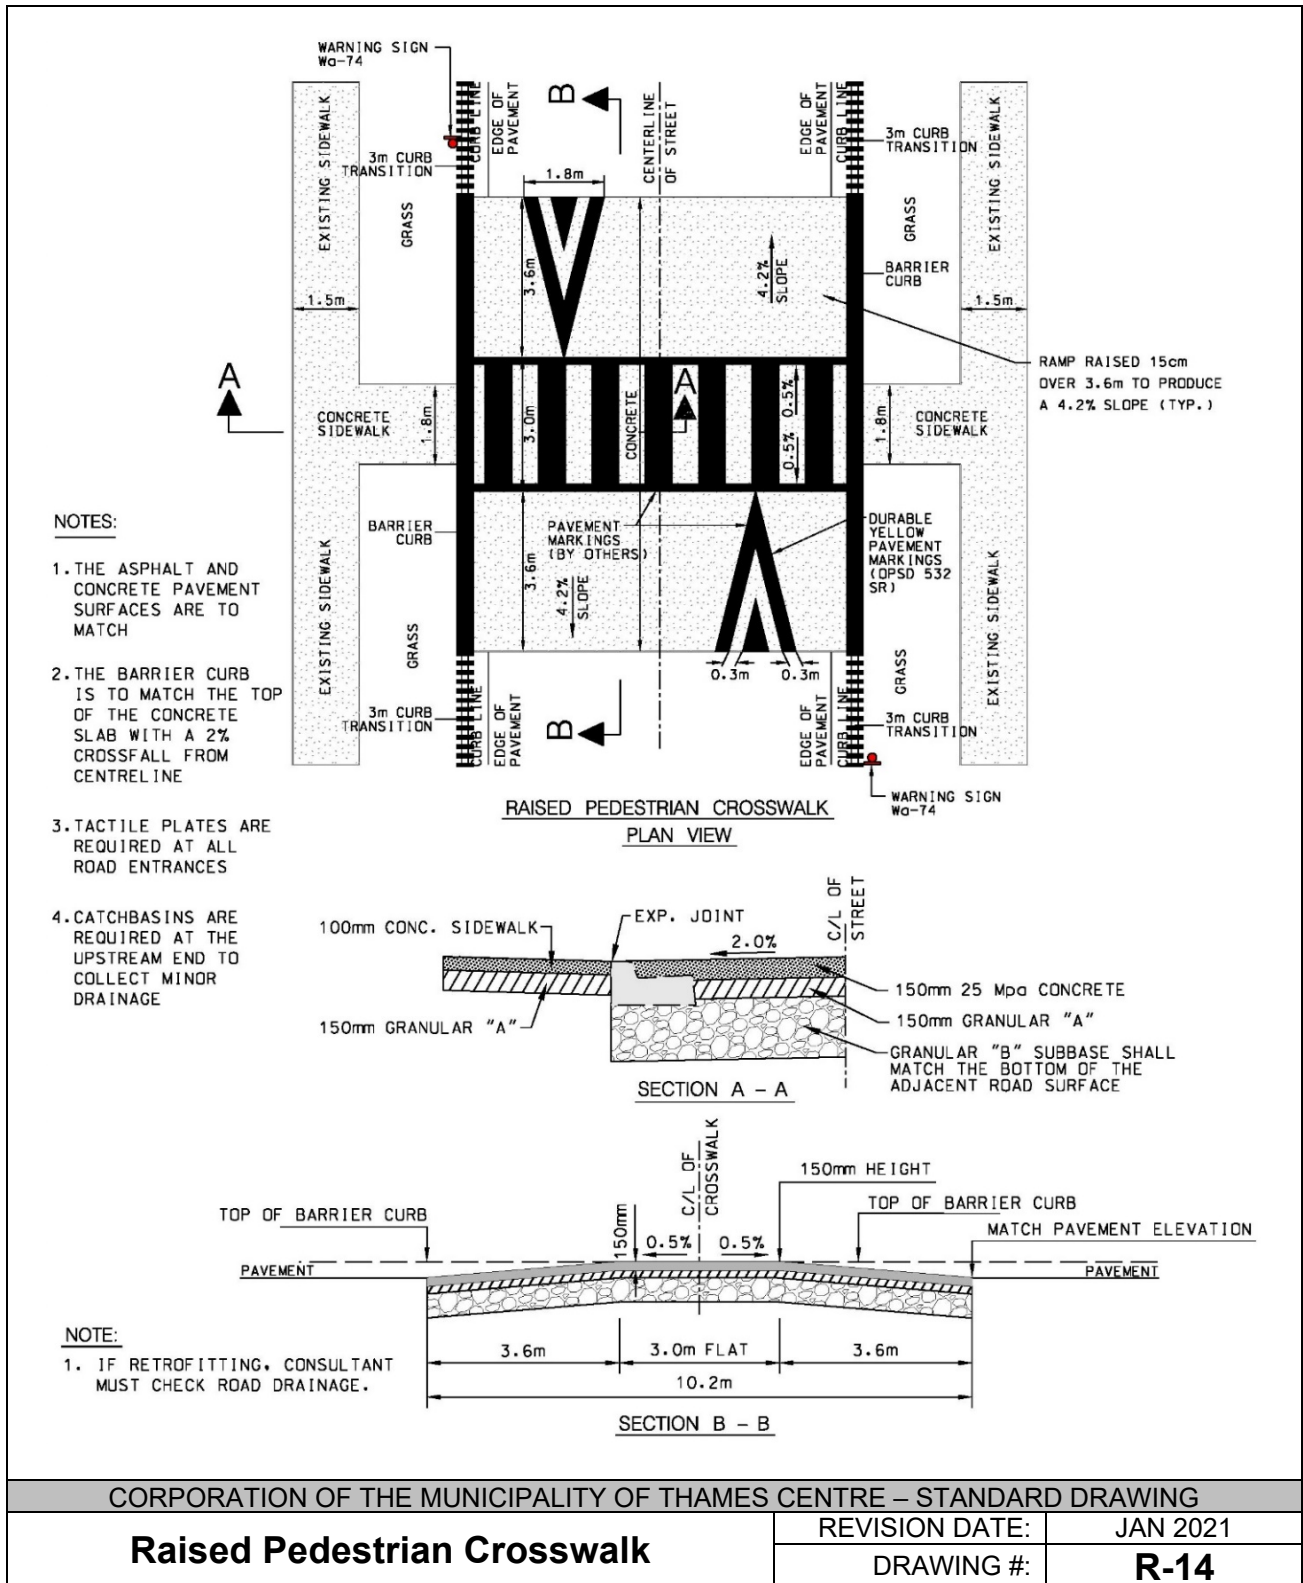 WARNING SIGN
Wa-74
B
EXISTING SIDEWALK
CURB LINE
EDGE OF
PAVEMENT
CENTERLINE
OF STREET
EDGE OF
PAVEMENT
CURB LINE
EXISTING SIDEWALK
3m CURB
TRANSITION
3m CURB
TRANSITION
1.8m
GRASS
GRASS
3.6m
4.2%
SLOPE
BARRIER
CURB
1.5m
1.5m
RAMP RAISED 15cm
OVER 3.6m TO PRODUCE
A 4.2% SLOPE (TYP.)
A
A
CONCRETE
SIDEWALK
1.8m
3.0m
CONCRETE
0.5%
0.5%
1.8m
CONCRETE
SIDEWALK
NOTES:
1. THE ASPHALT AND
CONCRETE PAVEMENT
SURFACES ARE TO
MATCH
2. THE BARRIER CURB
IS TO MATCH THE TOP
OF THE CONCRETE
SLAB WITH A 2%
CROSSFALL FROM
CENTRELINE
3. TACTILE PLATES ARE
REQUIRED AT ALL
ROAD ENTRANCES
4. CATCHBASINS ARE
REQUIRED AT THE
UPSTREAM END TO
COLLECT MINOR
DRAINAGE
BARRIER
CURB
PAVEMENT
MARKINGS
(BY OTHERS)
DURABLE
YELLOW
PAVEMENT
MARKINGS
(OPSD 532
SR)
EXISTING SIDEWALK
3.6m
4.2%
SLOPE
EXISTING SIDEWALK
GRASS
GRASS
0.3m
0.3m
3m CURB
TRANSITION
CURB LINE
EDGE OF
PAVEMENT
B
EDGE OF
PAVEMENT
CURB LINE
3m CURB
TRANSITION
WARNING SIGN
Wa-74
RAISED PEDESTRIAN CROSSWALK
PLAN VIEW
C/L OF
STREET
100mm CONC. SIDEWALK
EXP. JOINT
2.0%
150mm 25 Mpa CONCRETE
150mm GRANULAR "A"
150mm GRANULAR "A"
GRANULAR "B" SUBBASE SHALL
MATCH THE BOTTOM OF THE
ADJACENT ROAD SURFACE
SECTION A – A
C/L OF
CROSSWALK
150mm HEIGHT
TOP OF BARRIER CURB
TOP OF BARRIER CURB
MATCH PAVEMENT ELEVATION
150mm
0.5%
0.5%
PAVEMENT
PAVEMENT
NOTE:
1. IF RETROFITTING, CONSULTANT
MUST CHECK ROAD DRAINAGE.
3.6m
3.0m FLAT
3.6m
10.2m
SECTION B – B
CORPORATION OF THE MUNICIPALITY OF THAMES CENTRE – STANDARD DRAWING
Raised Pedestrian Crosswalk
REVISION DATE:
JAN 2021
DRAWING #:
R-14